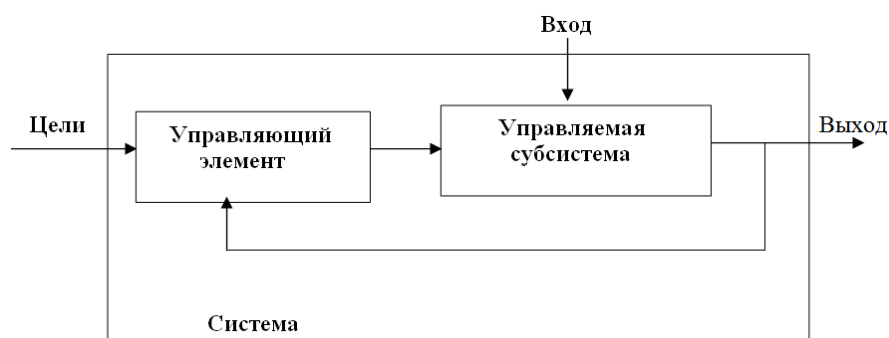 Вход
Цели
Управляющий
элемент
Управляемая
субсистема
Выход
Система